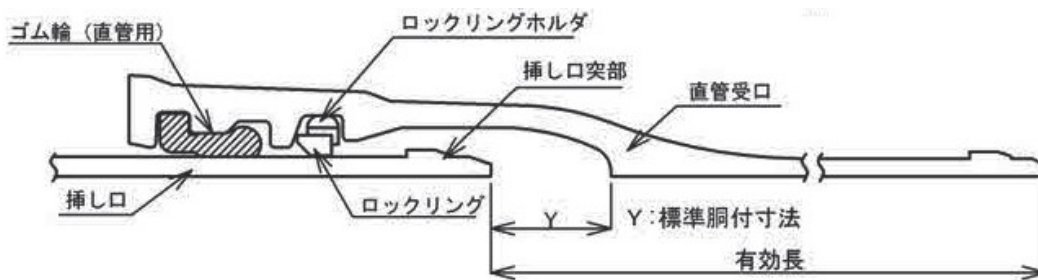 ゴム輪（直管用）
ロックリングホルダ
挿し口突部
直管受口
挿し口
ロックリング
Y
Y：標準胴付寸法
有効長